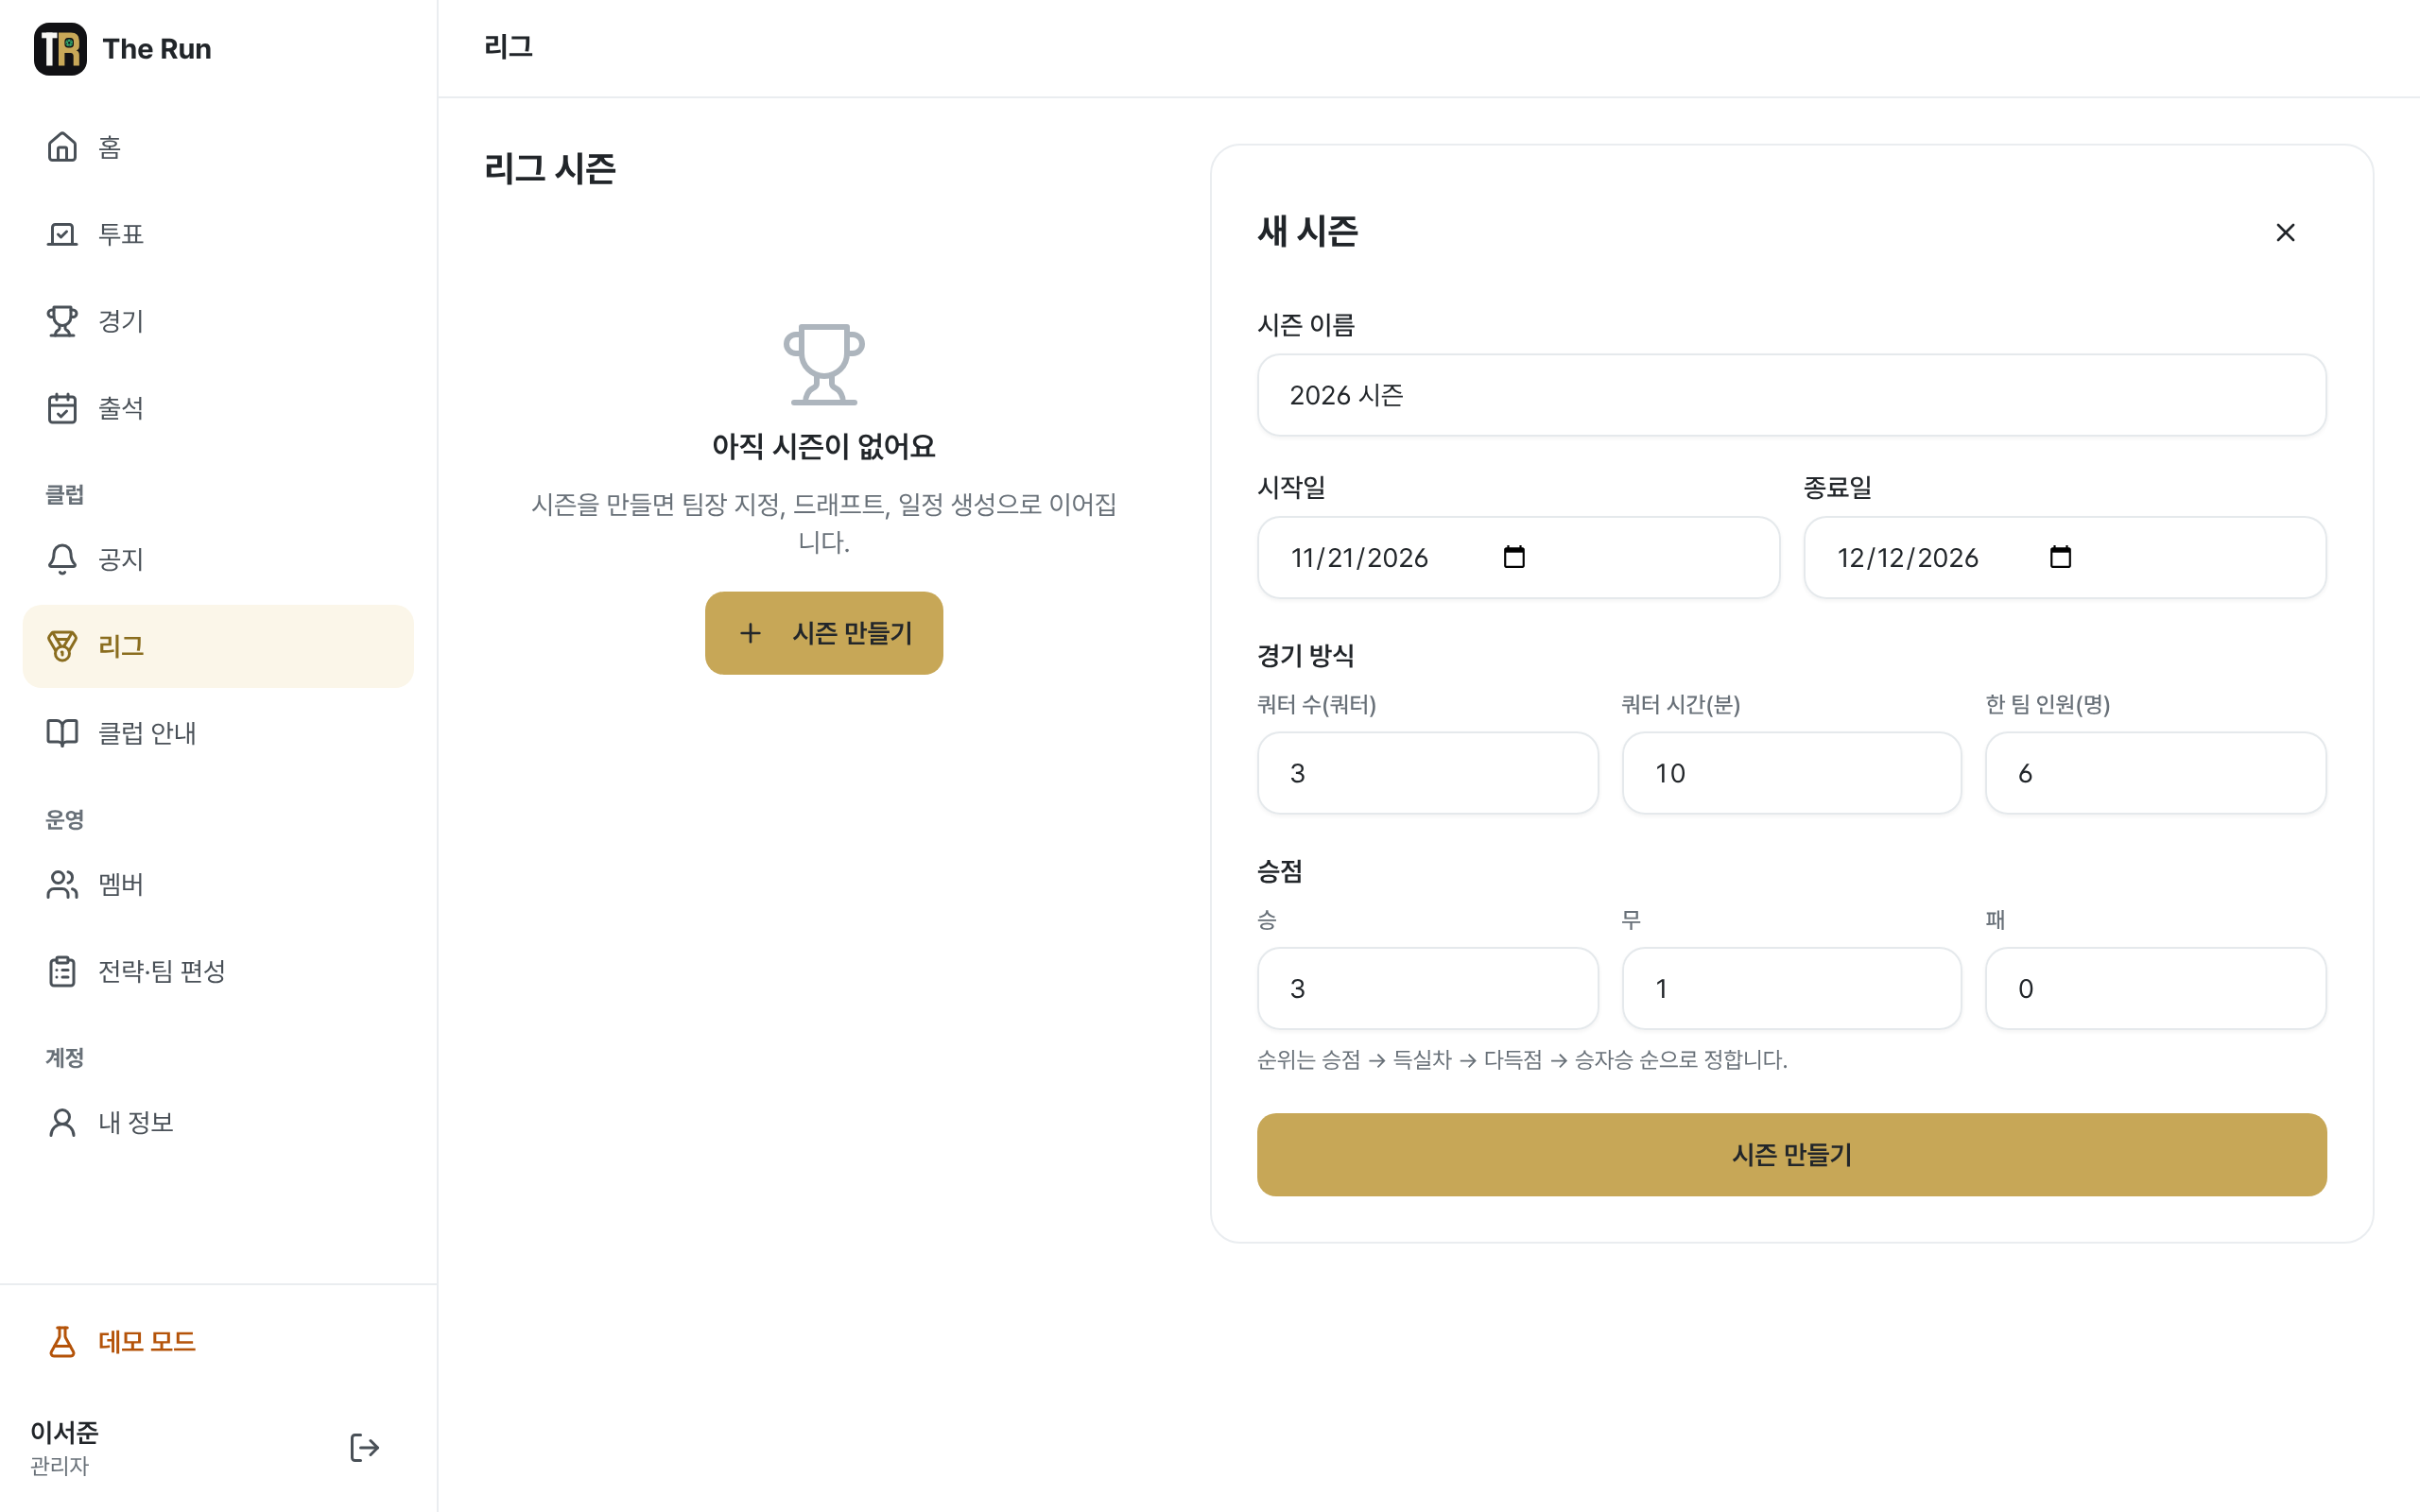 TR The Run
홈
투표
경기
출석
클럽
공지
리그
클럽 안내
운영
멤버
전략·팀 편성
계정
내 정보
데모 모드
이서준
관리자
리그
리그 시즌
아직 시즌이 없어요
시즌을 만들면 팀장 지정, 드래프트, 일정 생성으로 이어집
니다.
+ 시즌 만들기
새 시즌
시즌 이름
2026 시즌
시작일 종료일
11/21/2026 12/12/2026
경기 방식
쿼터 수(쿼터) 쿼터 시간(분) 한 팀 인원(명)
3 10 6
승점
승 무 패
3 1 0
순위는 승점 → 득실차 → 다득점 → 승자승 순으로 정합니다.
시즌 만들기